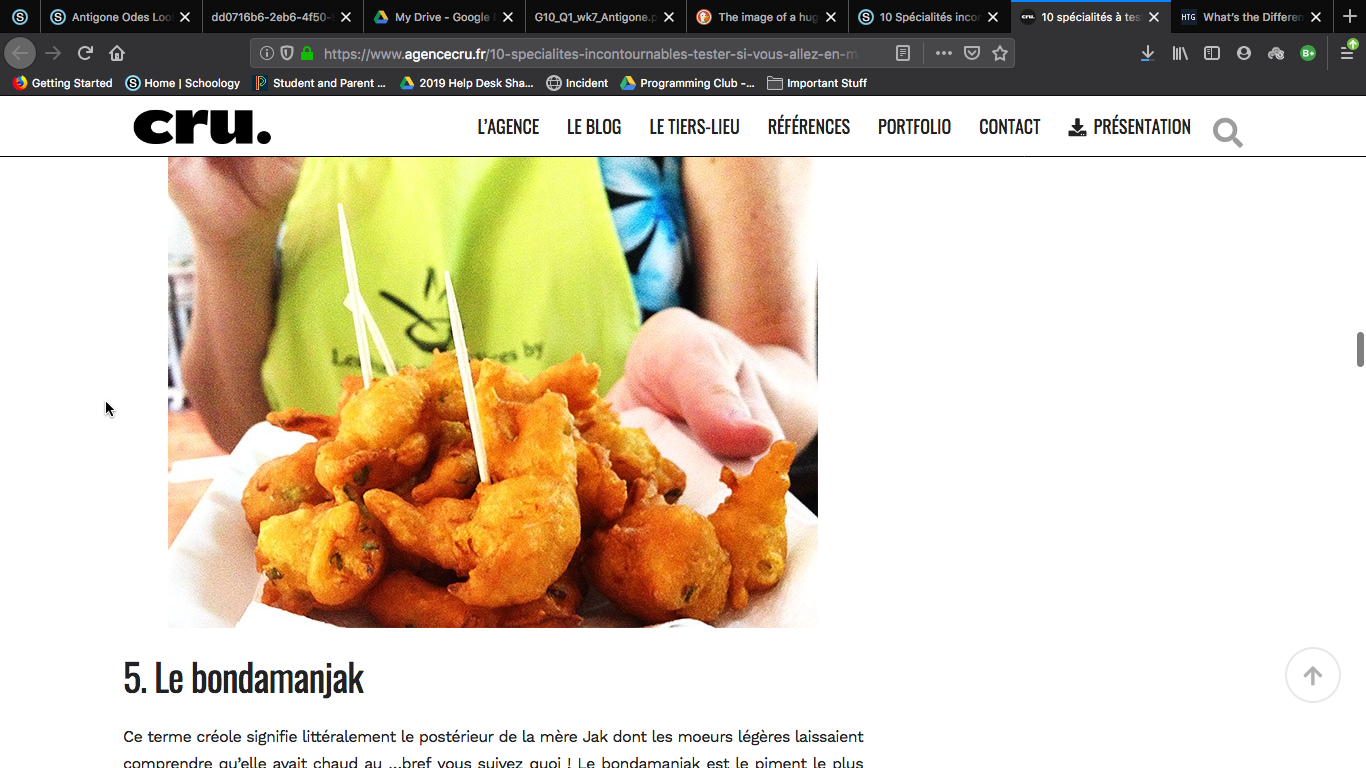 Antigone Odes Loo
dd0716b6-2eb6-4f50-
My Drive - Google
G10_Q1_wk7_Antigone.p
The image of a hug
10 Spécialités incor
cru. 10 spécialités à tes
HTG What's the Differen
https://www.agencecru.fr/10-specialites-incontournables-tester-si-vous-allez-en-m
Getting Started
Home | Schoology
Student and Parent ...
2019 Help Desk Sha...
Incident
Programming Club -...
Important Stuff
cru.
L'AGENCE
LE BLOG
LE TIERS-LIEU
RÉFÉRENCES
PORTFOLIO
CONTACT
PRÉSENTATION
by
5. Le bondamanjak
Ce terme créole signifie littéralement le postérieur de la mère Jak dont les moeurs légères laissaient
comprendre qu'elle avait chaud au ...bref vous suivez quoi ! Le bondamanjak est le piment le plus